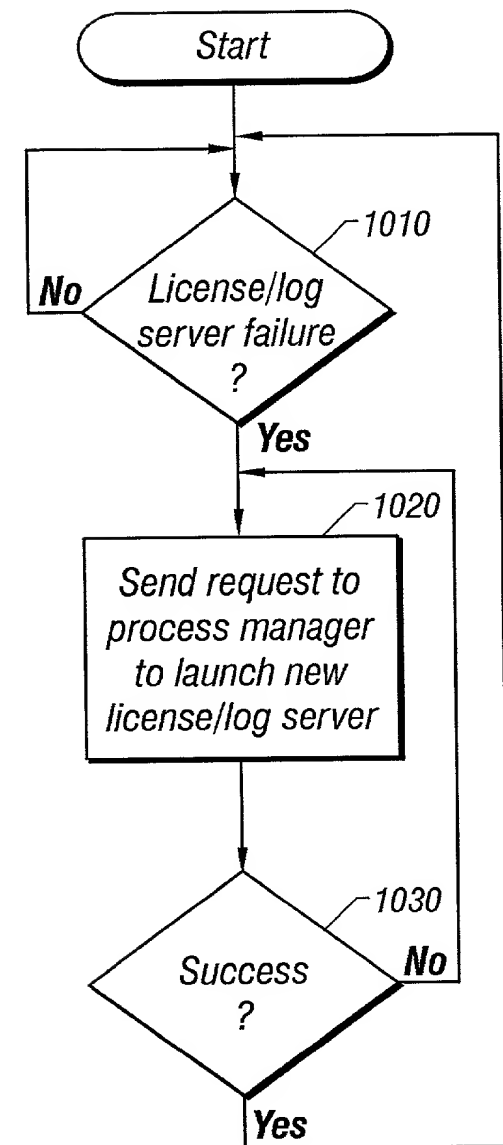 Start
1010
No
License/log
server failure
?
Yes
1020
Send request to
process manager
to launch new
license/log server
1030
Success
?
No
Yes